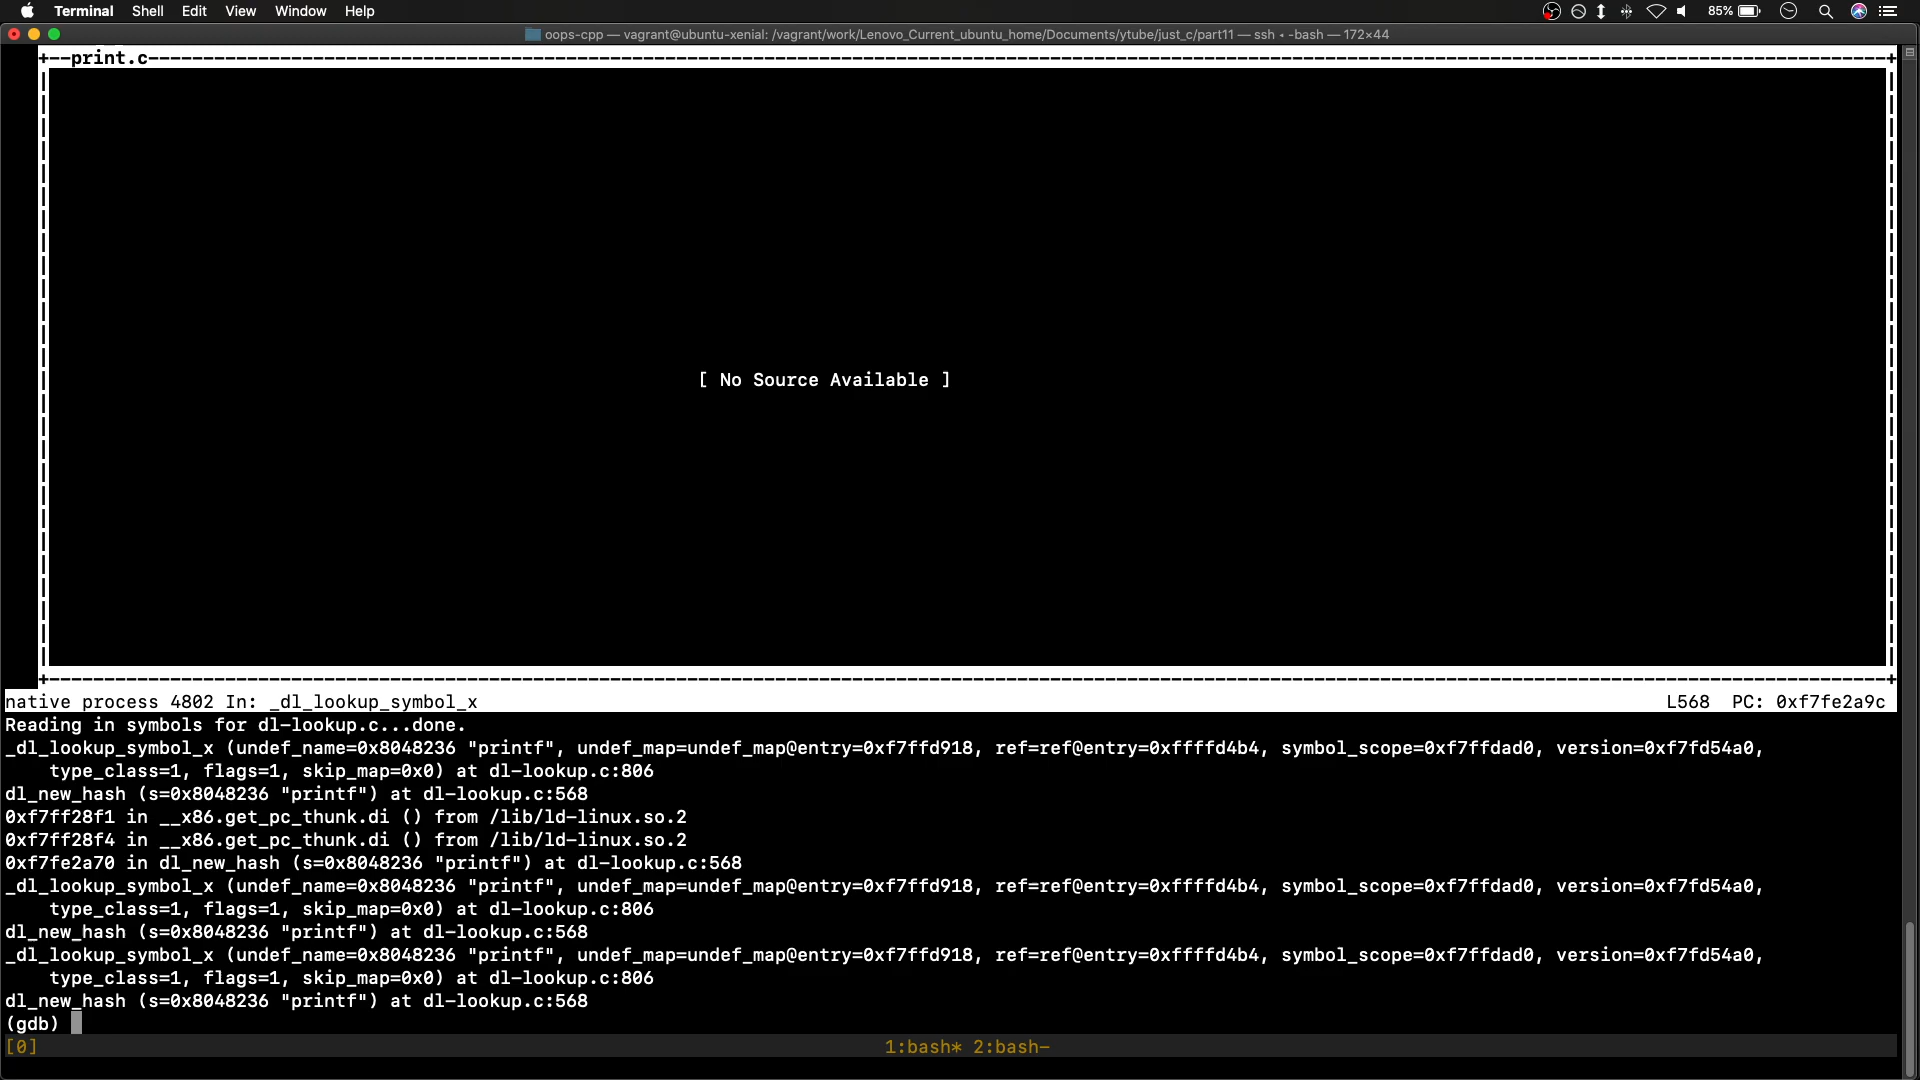 Terminal Shell Edit View Window Help 85%
oops-cpp — vagrant@ubuntu-xenial: /vagrant/work/Lenovo_Current_ubuntu_home/Documents/ytube/just_c/part11 — ssh ◂ -bash — 172×44
print.c
[ No Source Available ]
native process 4802 In: _dl_lookup_symbol_x L568 PC: 0xf7fe2a9c
Reading in symbols for dl-lookup.c...done.
_dl_lookup_symbol_x (undef_name=0x8048236 "printf", undef_map=undef_map@entry=0xf7ffd918, ref=ref@entry=0xffffd4b4, symbol_scope=0xf7ffdad0, version=0xf7fd54a0,
    type_class=1, flags=1, skip_map=0x0) at dl-lookup.c:806
dl_new_hash (s=0x8048236 "printf") at dl-lookup.c:568
0xf7ff28f1 in __x86.get_pc_thunk.di () from /lib/ld-linux.so.2
0xf7ff28f4 in __x86.get_pc_thunk.di () from /lib/ld-linux.so.2
0xf7fe2a70 in dl_new_hash (s=0x8048236 "printf") at dl-lookup.c:568
_dl_lookup_symbol_x (undef_name=0x8048236 "printf", undef_map=undef_map@entry=0xf7ffd918, ref=ref@entry=0xffffd4b4, symbol_scope=0xf7ffdad0, version=0xf7fd54a0,
    type_class=1, flags=1, skip_map=0x0) at dl-lookup.c:806
dl_new_hash (s=0x8048236 "printf") at dl-lookup.c:568
_dl_lookup_symbol_x (undef_name=0x8048236 "printf", undef_map=undef_map@entry=0xf7ffd918, ref=ref@entry=0xffffd4b4, symbol_scope=0xf7ffdad0, version=0xf7fd54a0,
    type_class=1, flags=1, skip_map=0x0) at dl-lookup.c:806
dl_new_hash (s=0x8048236 "printf") at dl-lookup.c:568
(gdb)
[0] 1:bash* 2:bash-